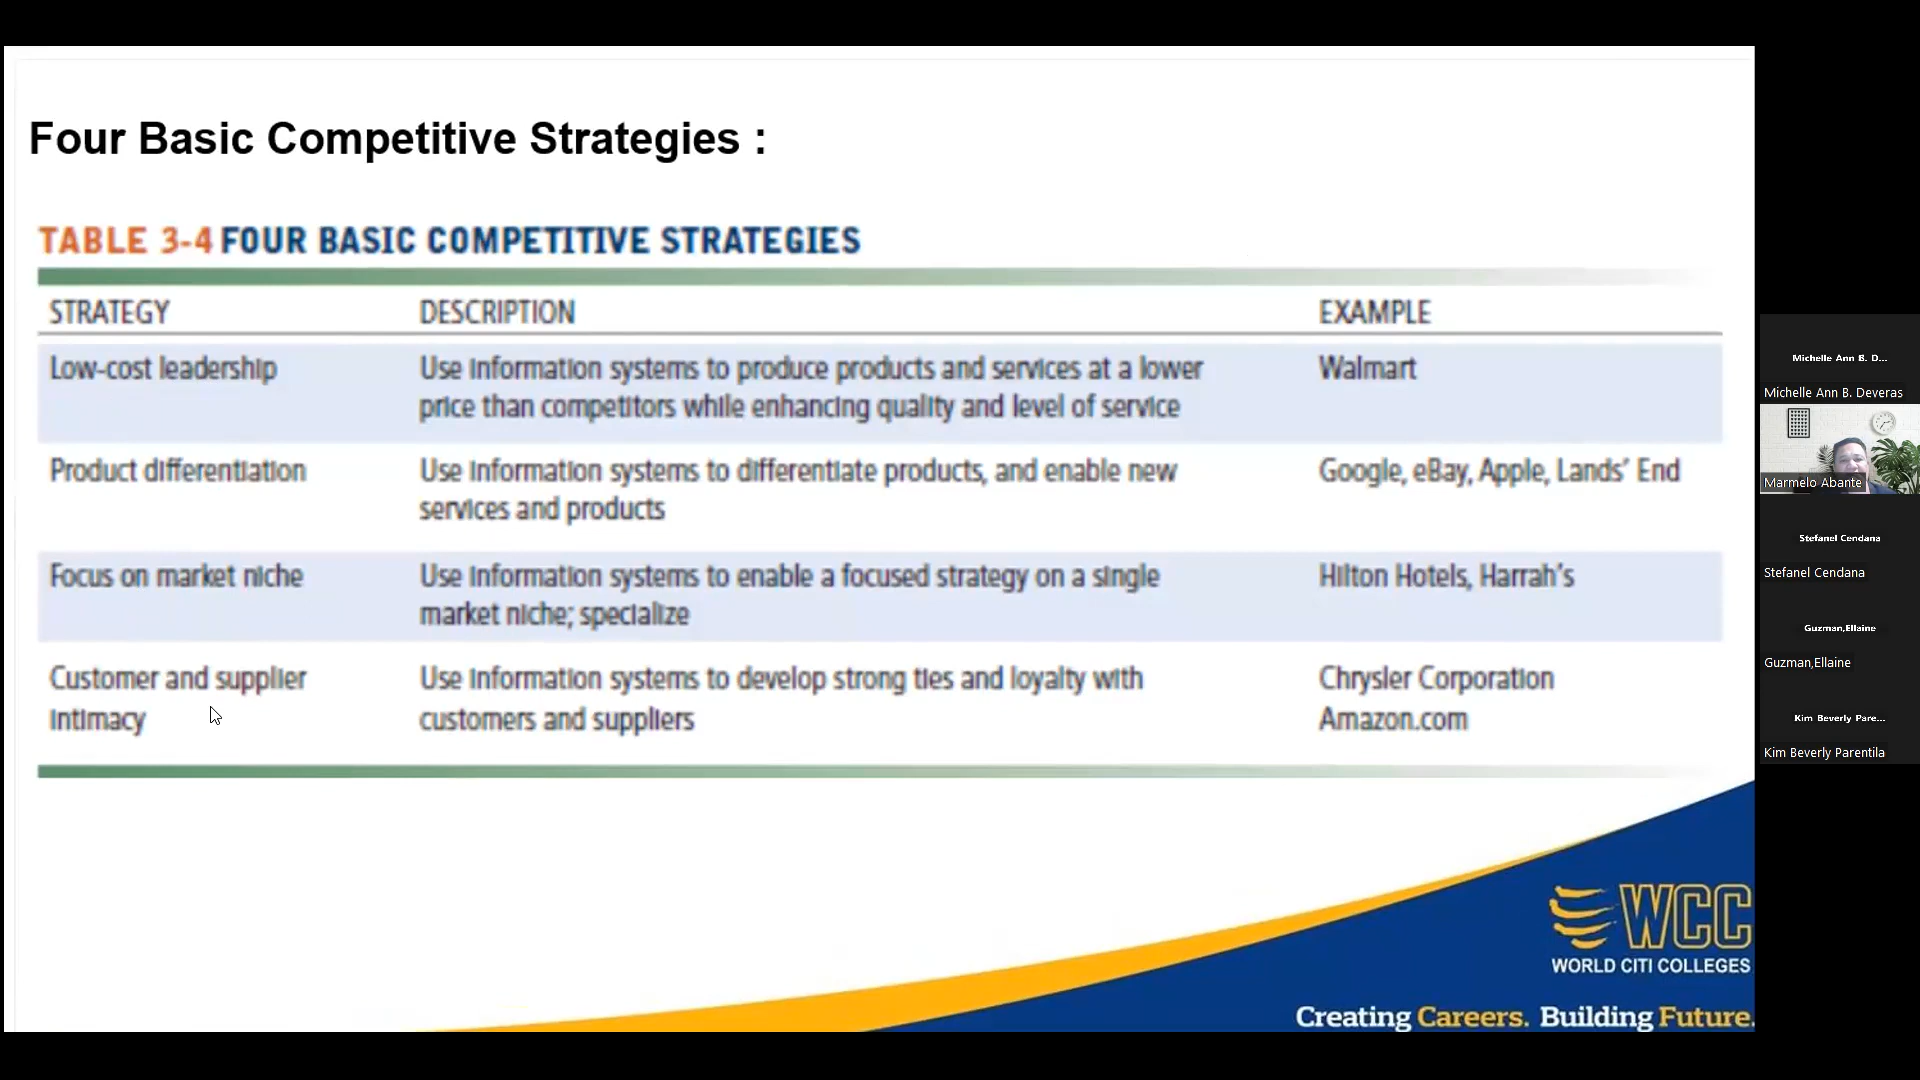 Four Basic Competitive Strategies :
TABLE 3-4 FOUR BASIC COMPETITIVE STRATEGIES
STRATEGY DESCRIPTION EXAMPLE
Low-cost leadership Use information systems to produce products and services at a lower Walmart
price than competitors while enhancing quality and level of service
Product differentiation Use information systems to differentiate products, and enable new Google, eBay, Apple, Lands’ End
services and products
Focus on market niche Use information systems to enable a focused strategy on a single Hilton Hotels, Harrah’s
market niche; specialize
Customer and supplier Use information systems to develop strong ties and loyalty with Chrysler Corporation
intimacy customers and suppliers Amazon.com
WCC
WORLD CITI COLLEGES
Creating Careers. Building Future.
Michelle Ann B. D...
Michelle Ann B. Deveras
Marmelo Abante
Stefanel Cendana
Stefanel Cendana
Guzman,Ellaine
Guzman,Ellaine
Kim Beverly Pare...
Kim Beverly Parentila